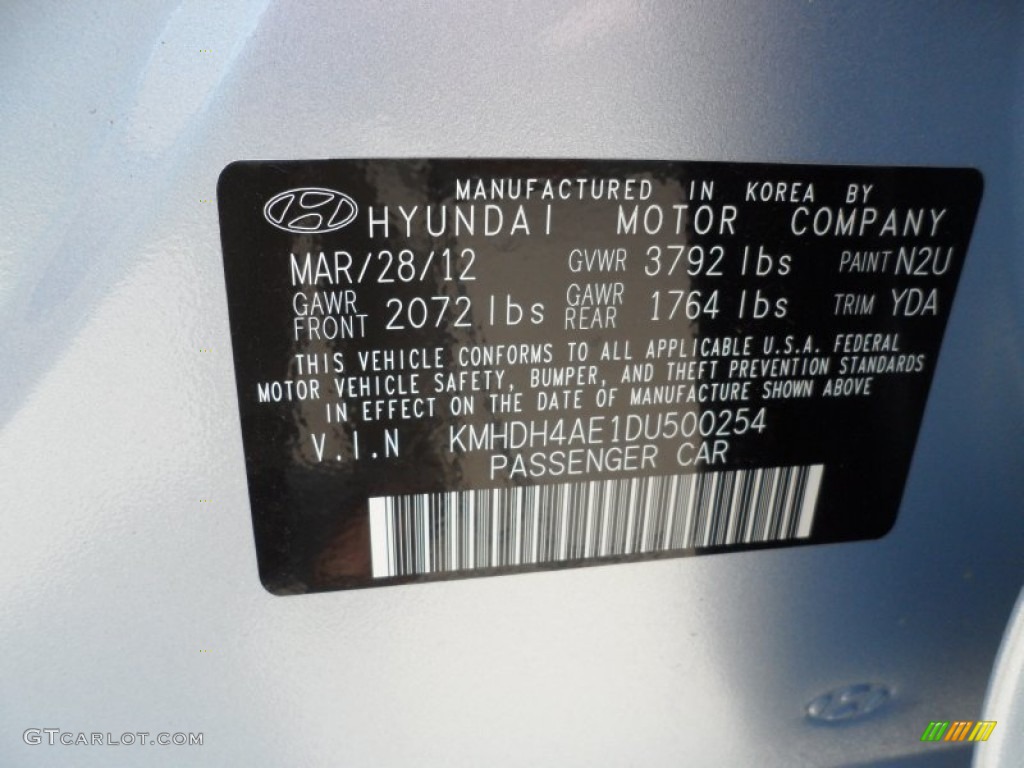 MANUFACTURED IN KOREA BY
HYUNDAI MOTOR COMPANY
MAR/28/12 GVWR 3792 lbs PAINT N2U
GAWR FRONT 2072 lbs GAWR REAR 1764 lbs TRIM YDA
THIS VEHICLE CONFORMS TO ALL APPLICABLE U.S.A. FEDERAL
MOTOR VEHICLE SAFETY, BUMPER, AND THEFT PREVENTION STANDARDS
IN EFFECT ON THE DATE OF MANUFACTURE SHOWN ABOVE
V.I.N KMHDH4AE1DU500254
PASSENGER CAR
GTCARLOT.COM